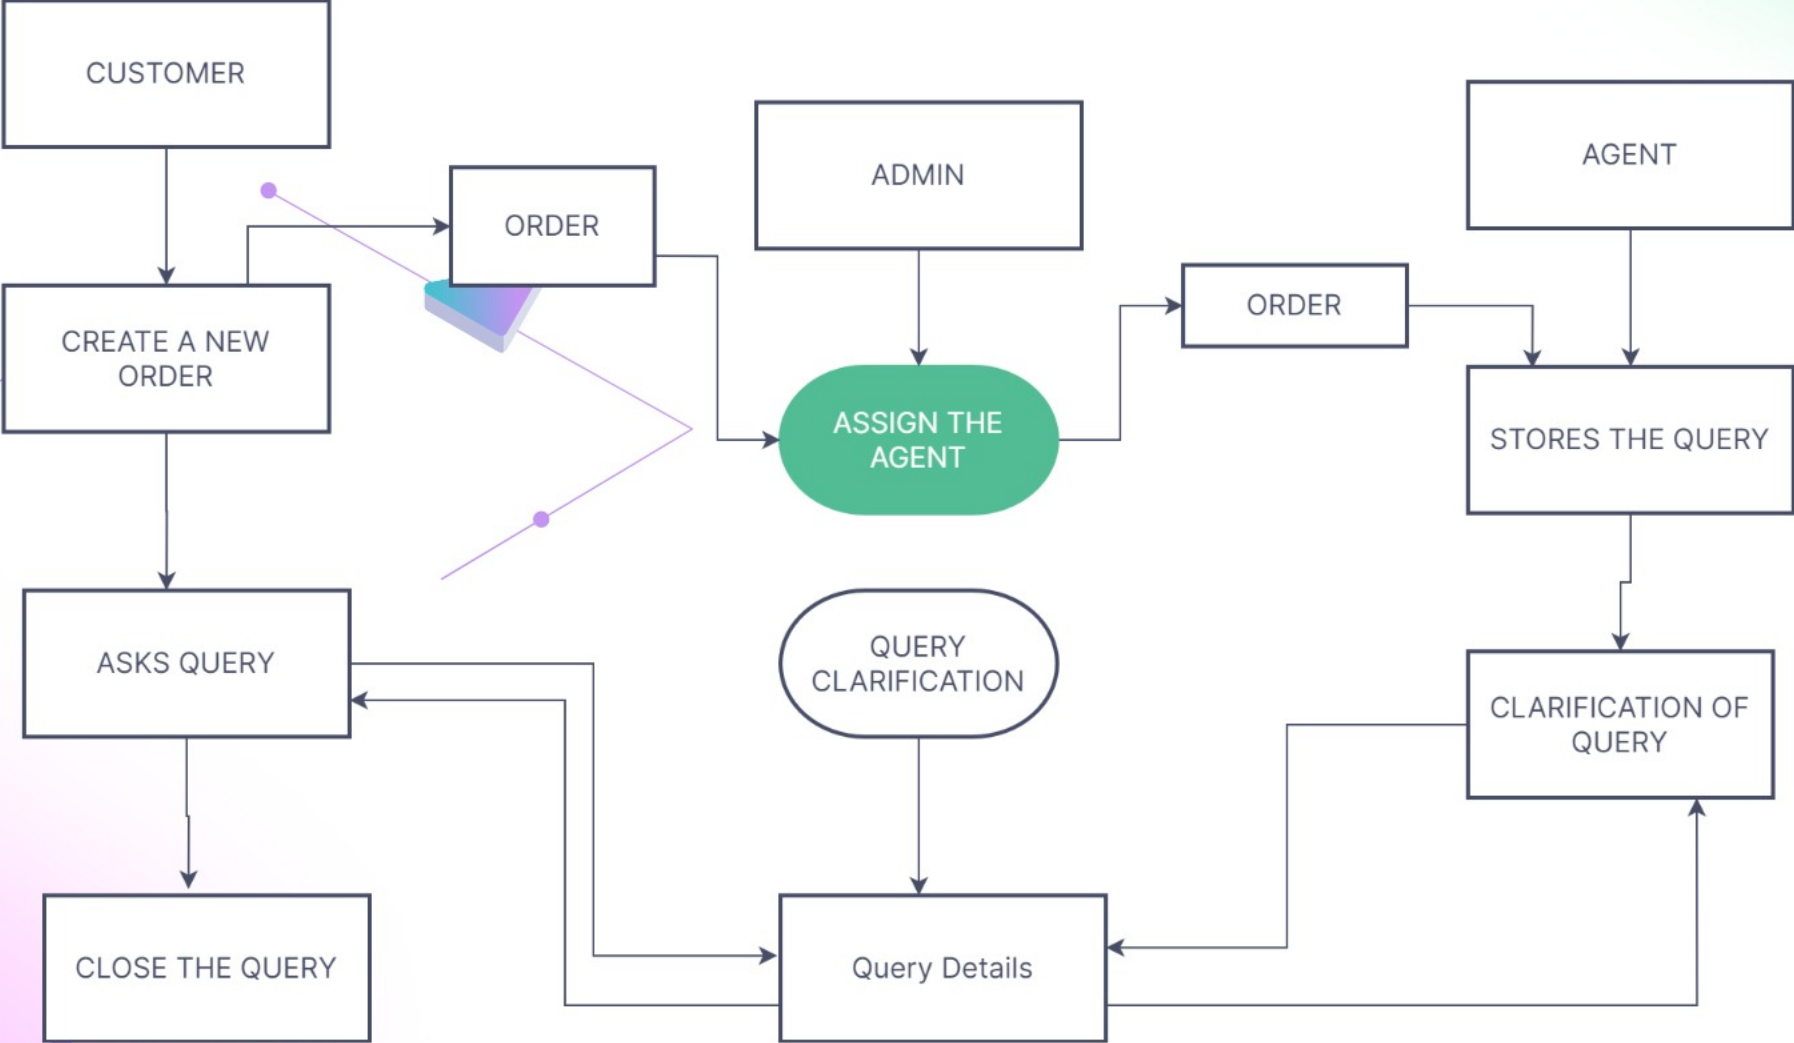 CUSTOMER
ADMIN
AGENT
ORDER
ORDER
CREATE A NEW
ORDER
ASSIGN THE
AGENT
STORES THE QUERY
ASKS QUERY
QUERY
CLARIFICATION
CLARIFICATION OF
QUERY
CLOSE THE QUERY
Query Details